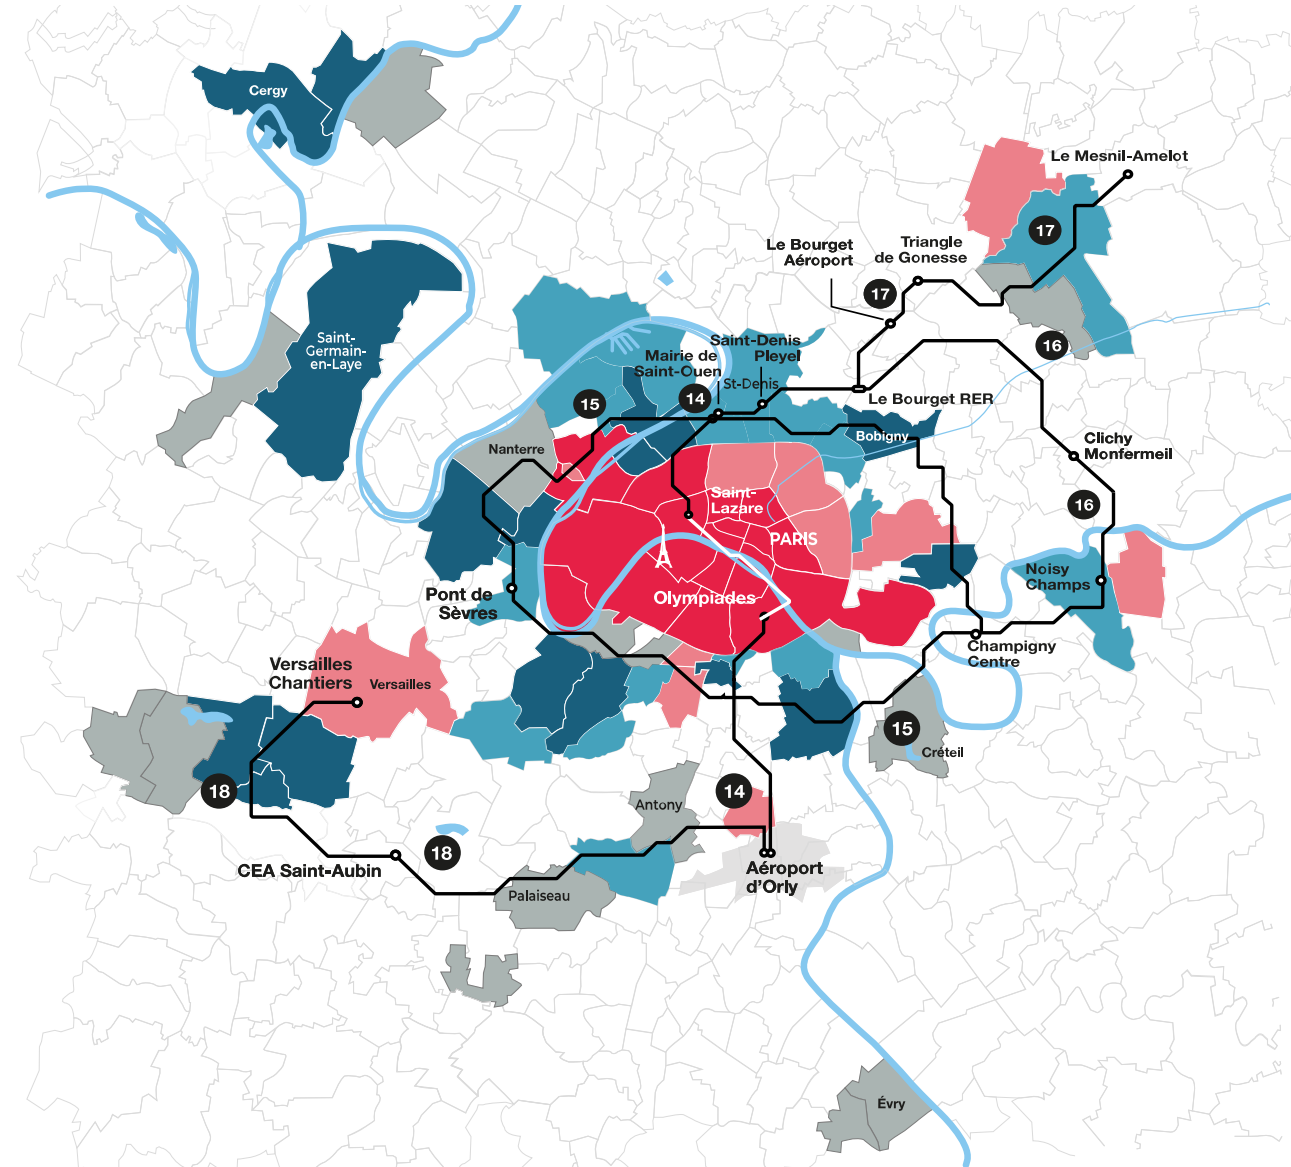 Cergy
Le Mesnil-Amelot
17
Triangle
de Gonesse
Le Bourget
Aéroport
17
Saint-
Germain-
en-Laye
Saint-Denis
Pleyel
16
Mairie de
Saint-Ouen
St-Denis
14
15
Le Bourget RER
Bobigny
Nanterre
Clichy
Monfermeil
Saint-
Lazare
16
PARIS
Noisy
Champs
Pont de
Sèvres
Olympiades
Champigny
Centre
Versailles
Chantiers
Versailles
15
Créteil
18
14
Antony
18
CEA Saint-Aubin
Aéroport
d'Orly
Palaiseau
Évry